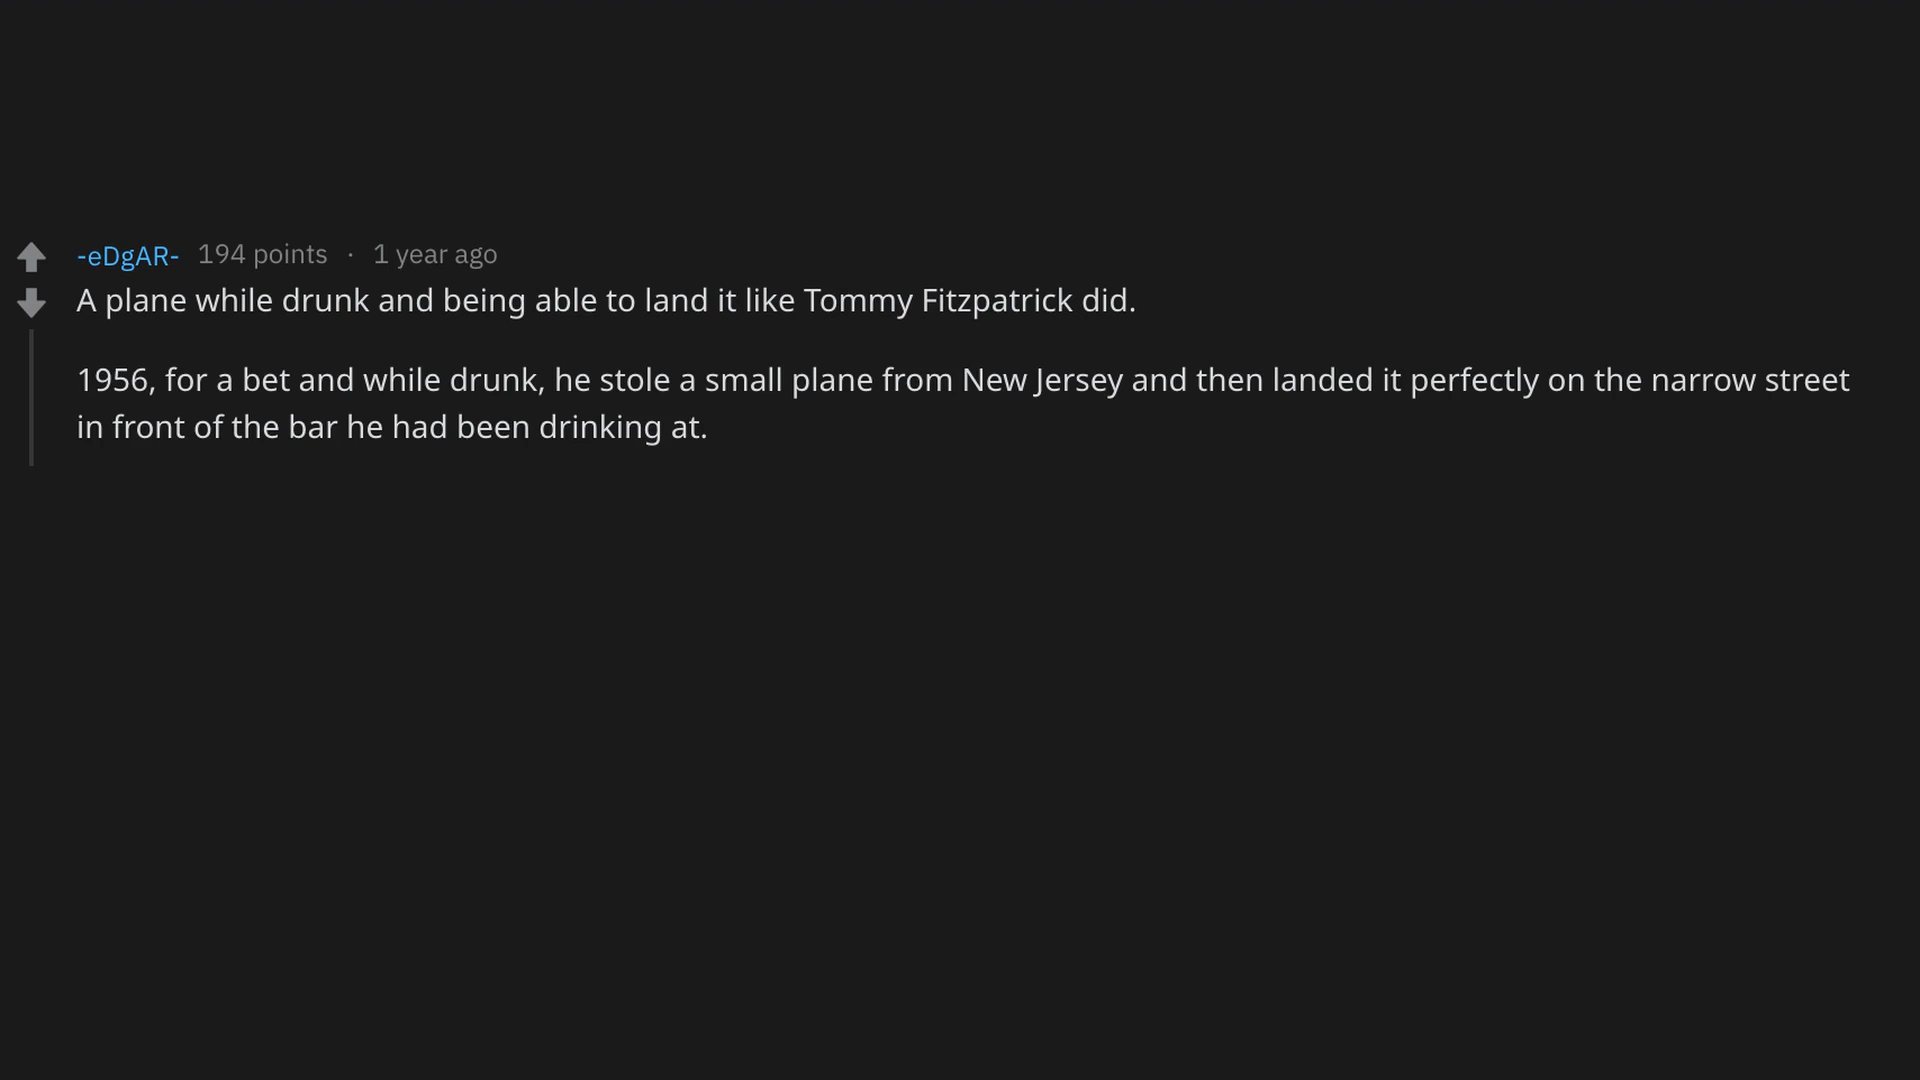 -eDgAR- 194 points · 1 year ago
A plane while drunk and being able to land it like Tommy Fitzpatrick did.
1956, for a bet and while drunk, he stole a small plane from New Jersey and then landed it perfectly on the narrow street
in front of the bar he had been drinking at.